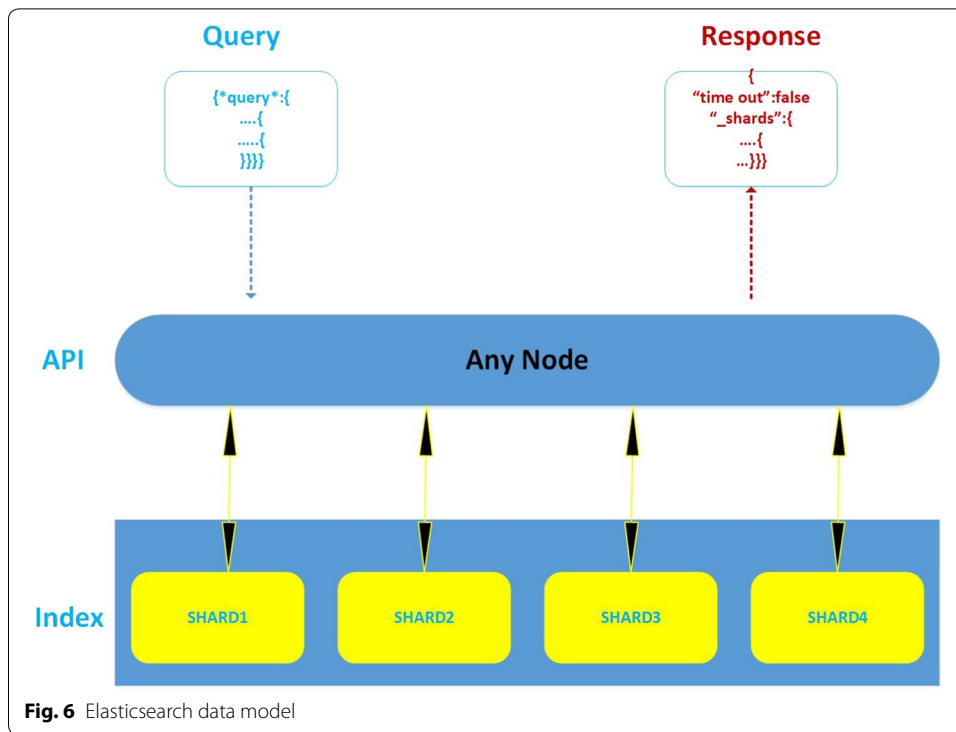 Query
Response
{*query*:{
....{
.....{
}}}}
{
“time out”:false
“_shards”:{
....{
...}}}
API
Any Node
Index
SHARD1
SHARD2
SHARD3
SHARD4
Fig. 6 Elasticsearch data model